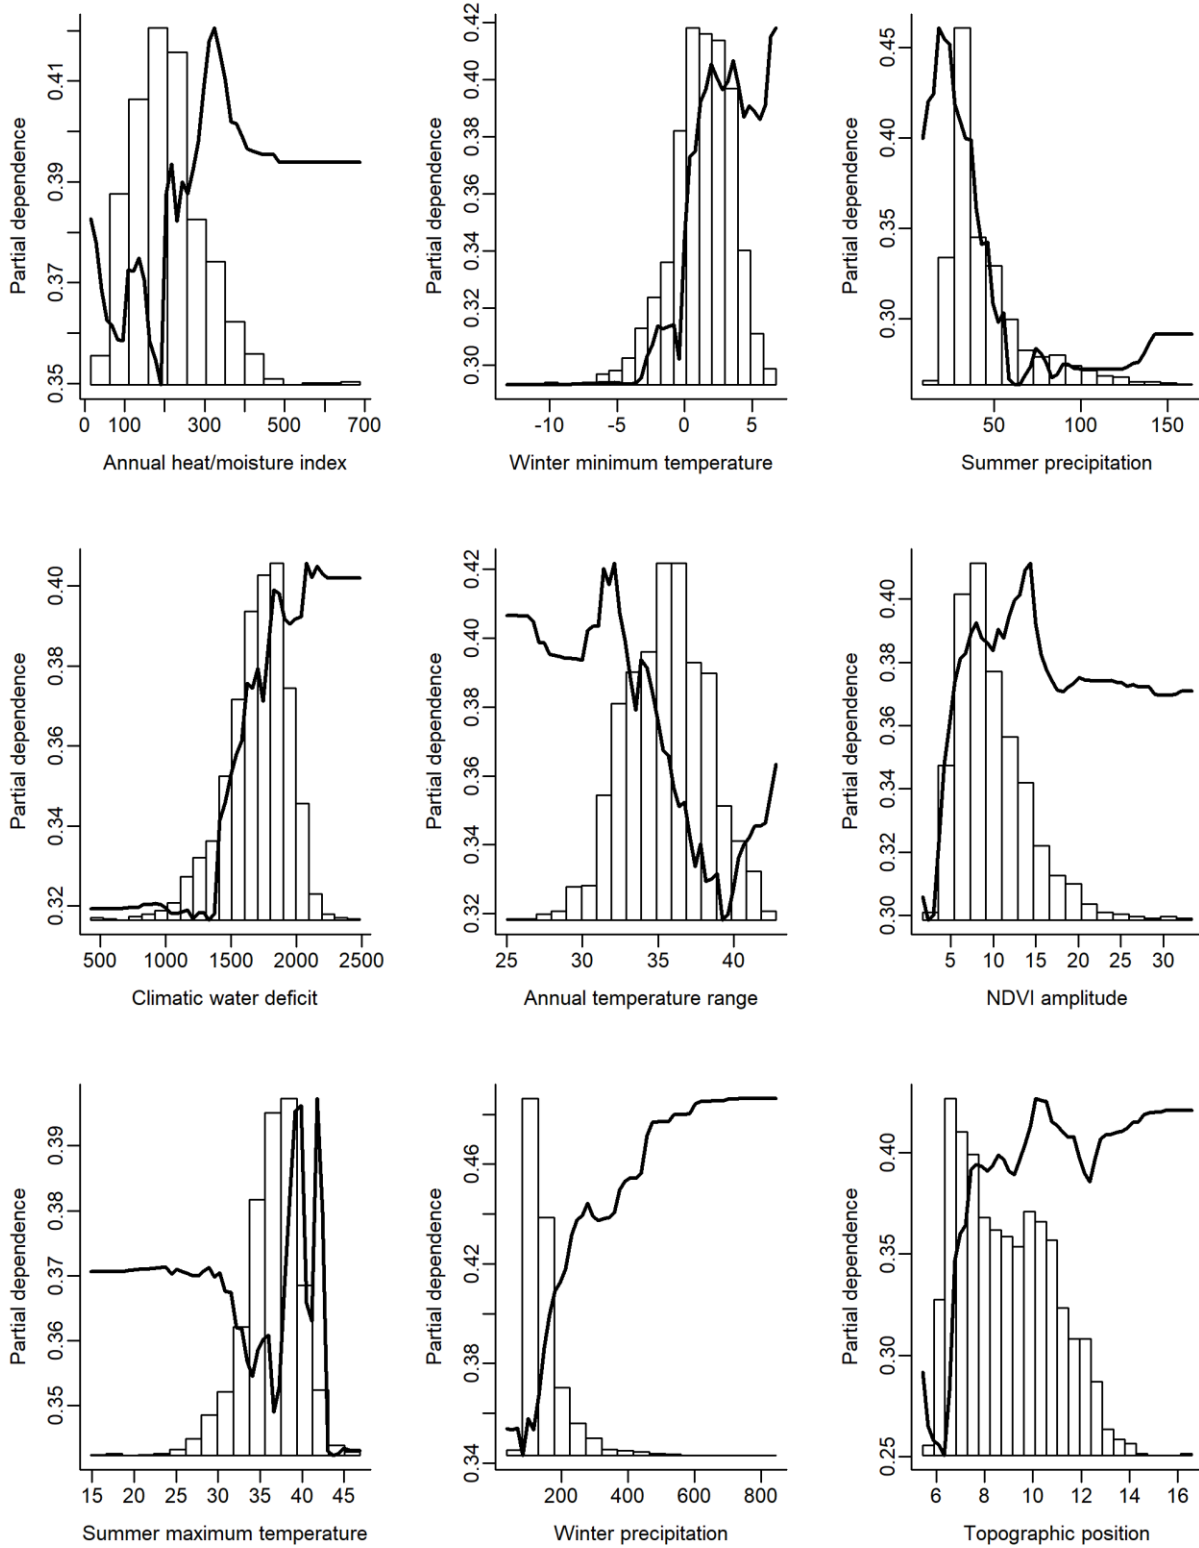 Partial dependence
0.35 0.37 0.39 0.41
0 100 300 500 700
Annual heat/moisture index
Partial dependence
0.30 0.32 0.34 0.36 0.38 0.40 0.42
-10 -5 0 5
Winter minimum temperature
Partial dependence
0.30 0.35 0.40 0.45
50 100 150
Summer precipitation
Partial dependence
0.32 0.34 0.36 0.38 0.40
500 1000 1500 2000 2500
Climatic water deficit
Partial dependence
0.32 0.34 0.36 0.38 0.40 0.42
25 30 35 40
Annual temperature range
Partial dependence
0.30 0.32 0.34 0.36 0.38 0.40
5 10 15 20 25 30
NDVI amplitude
Partial dependence
0.35 0.36 0.37 0.38 0.39
15 20 25 30 35 40 45
Summer maximum temperature
Partial dependence
0.34 0.38 0.42 0.46
200 400 600 800
Winter precipitation
Partial dependence
0.25 0.30 0.35 0.40
6 8 10 12 14 16
Topographic position